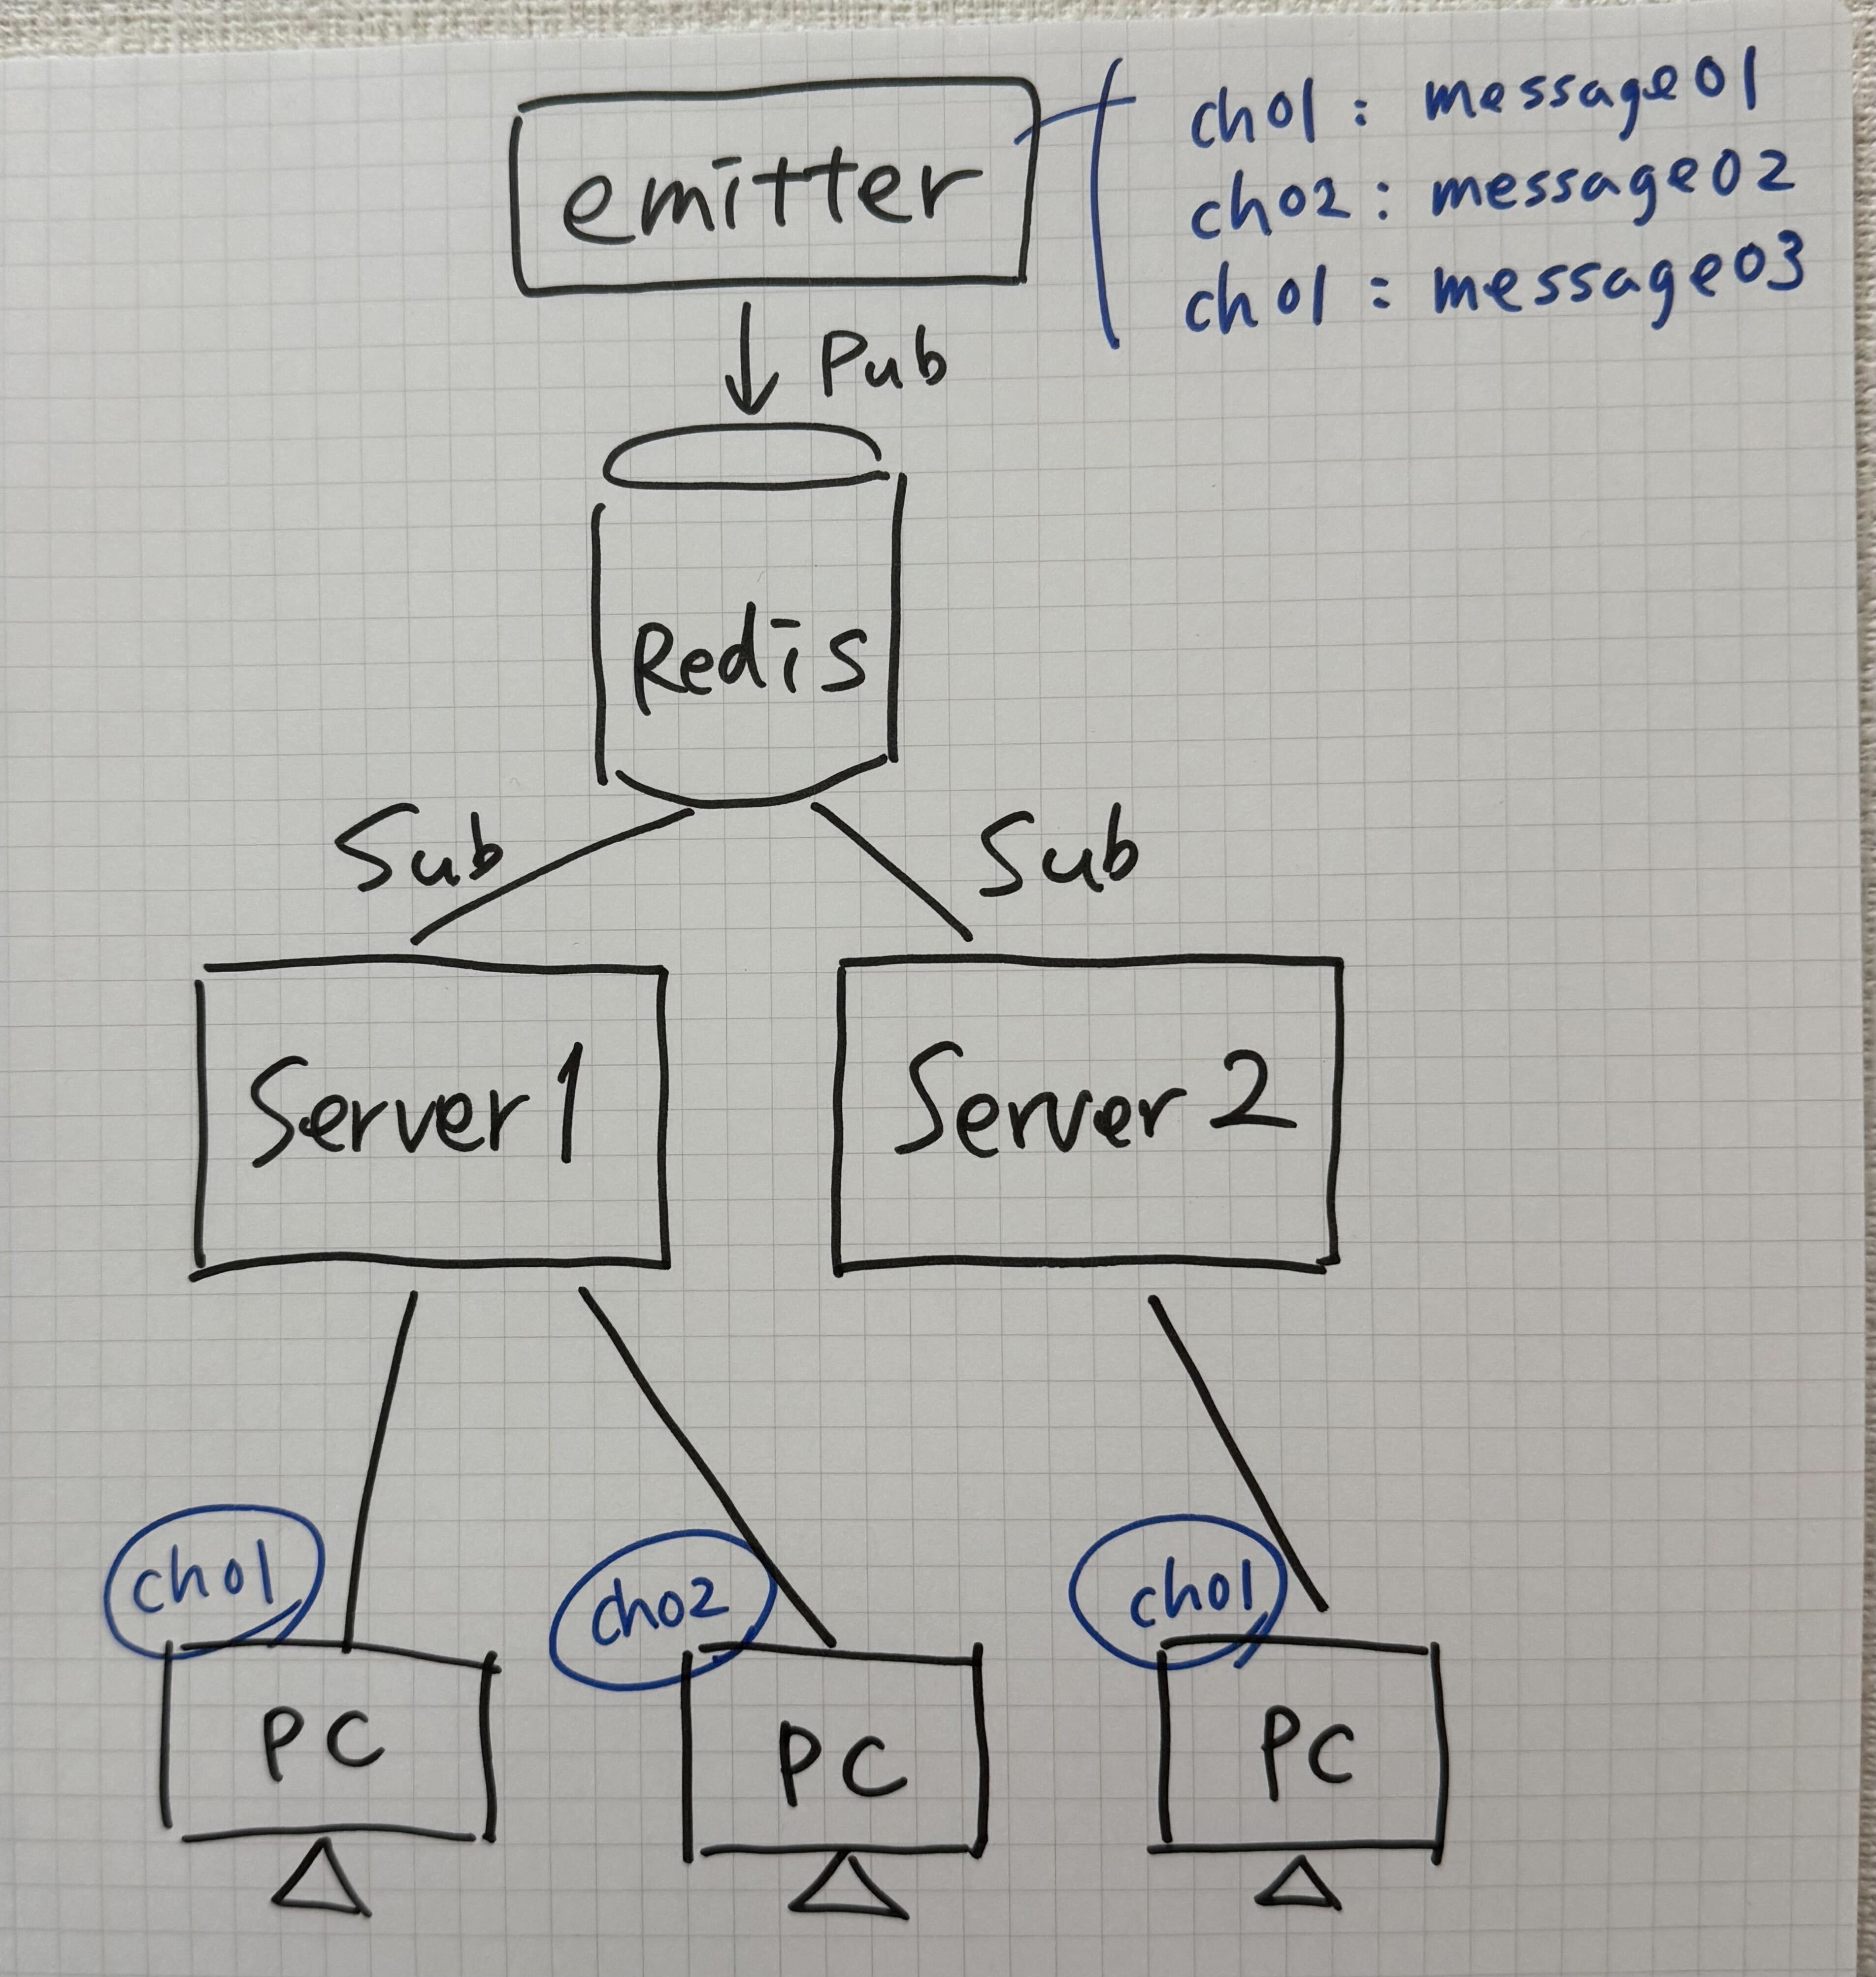 emitter
ch01 : message01
ch02 : message02
ch01 : message03
Pub
Redis
Sub
Sub
Server 1
Server 2
ch01
ch02
ch01
PC
PC
PC